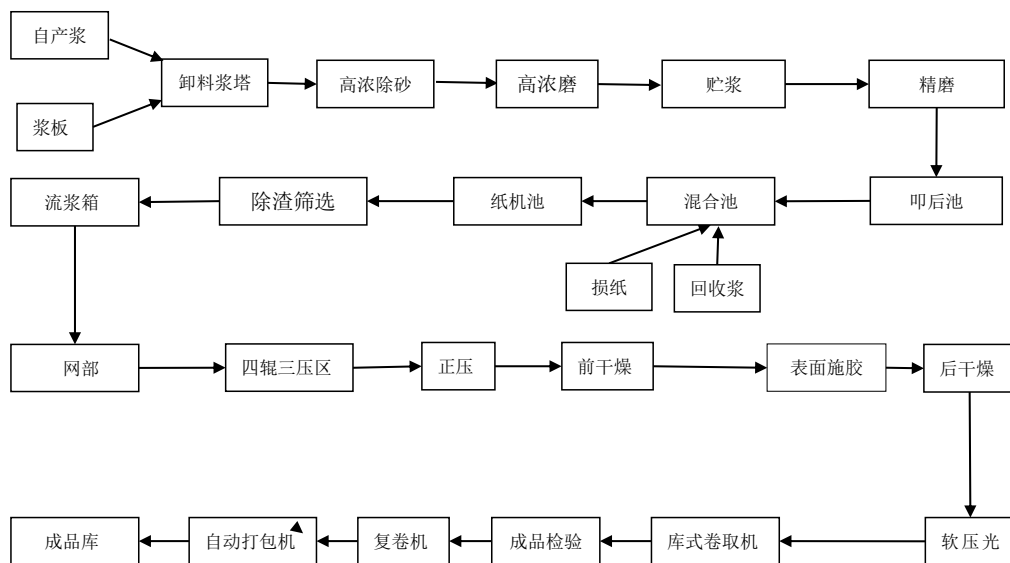 自产浆
卸料浆塔
高浓除砂
高浓磨
贮浆
精磨
浆板
流浆箱
除渣筛选
纸机池
混合池
叩后池
损纸
回收浆
网部
四辊三压区
正压
前干燥
表面施胶
后干燥
成品库
自动打包机
复卷机
成品检验
库式卷取机
软压光